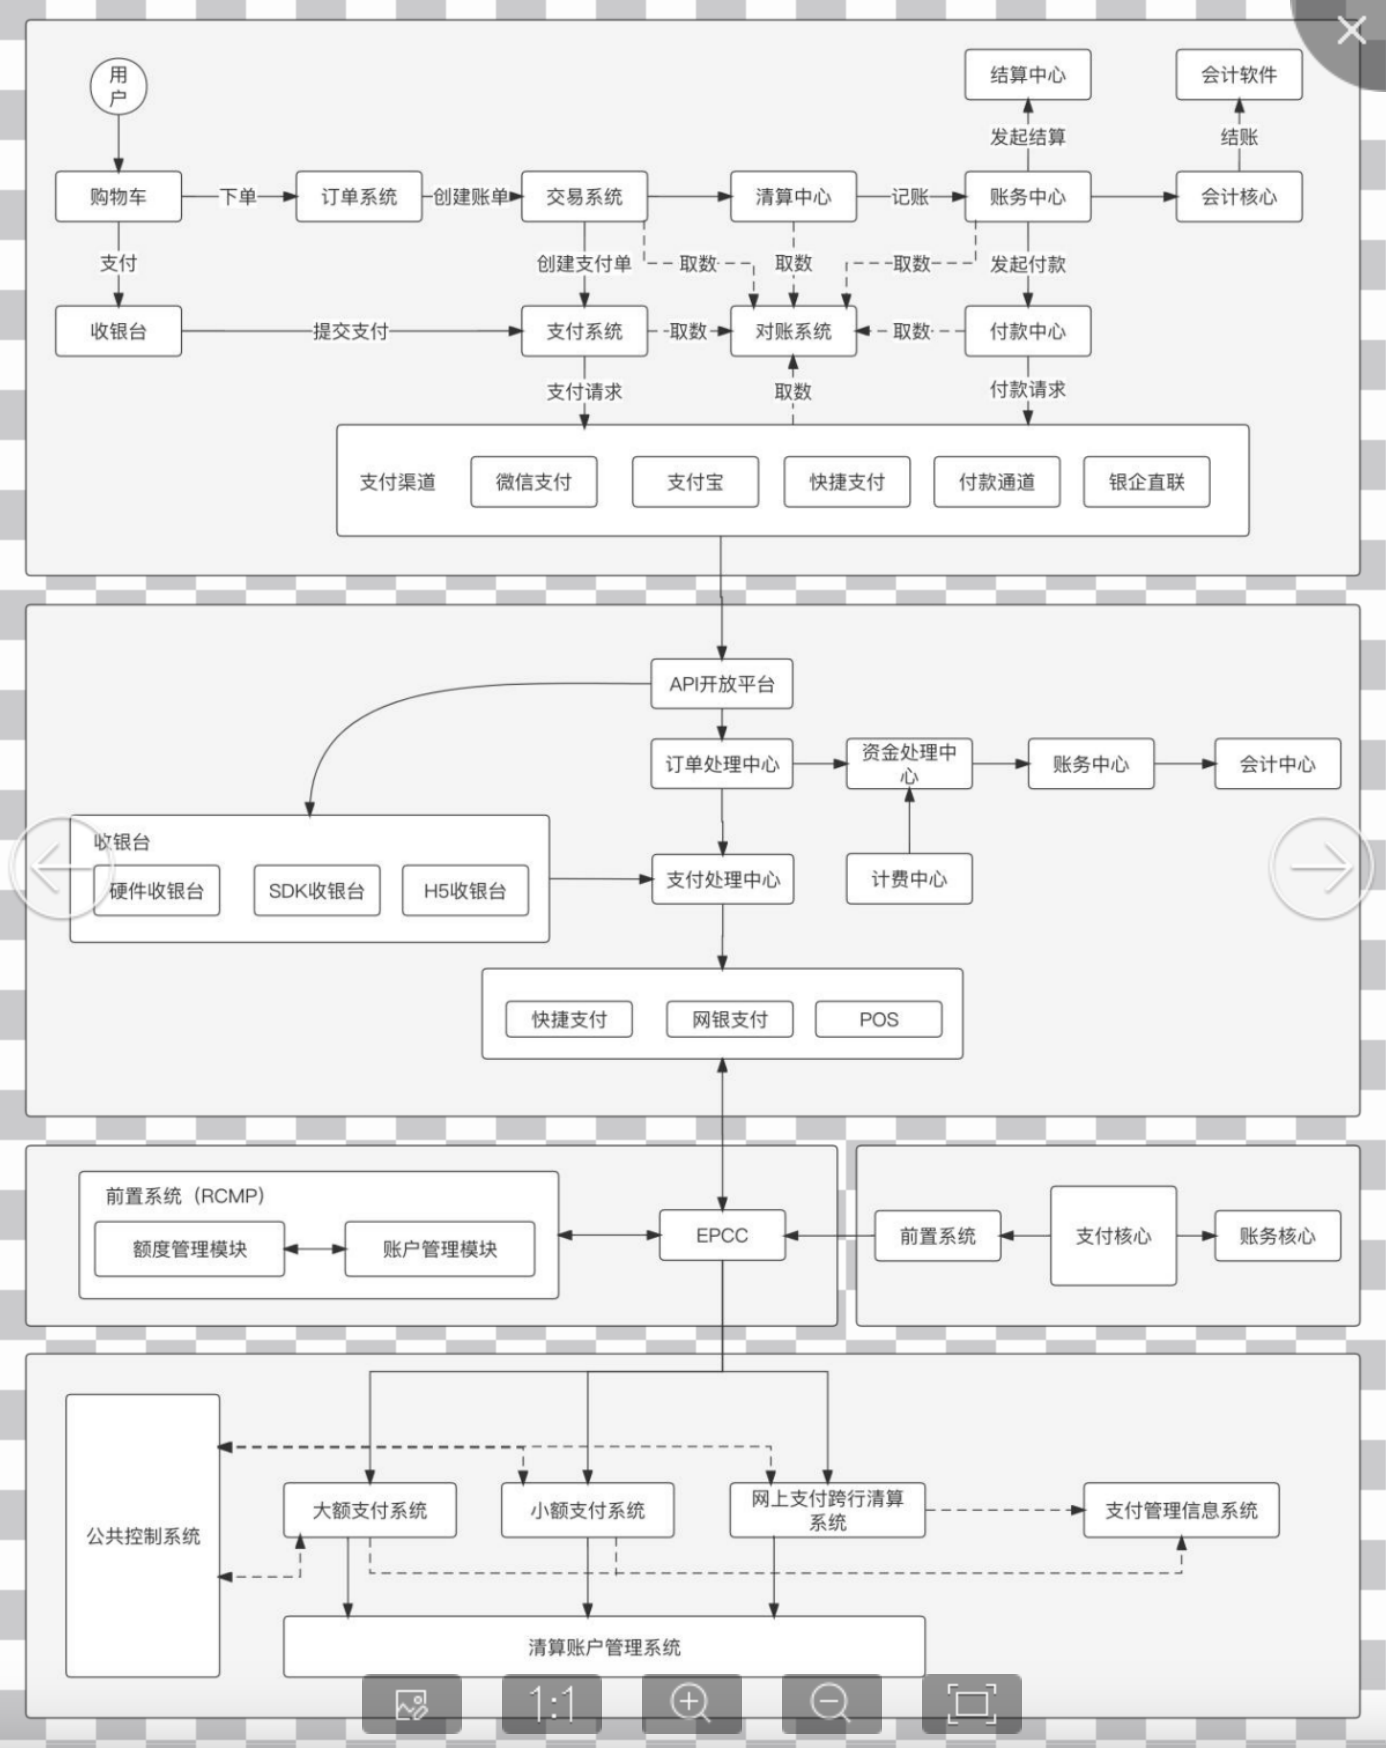 用
户
结算中心
会计软件
发起结算
结账
购物车
下单
订单系统
创建账单
交易系统
清算中心
记账
账务中心
会计核心
支付
创建支付单
取数
取数
取数
发起付款
收银台
提交支付
支付系统
取数
对账系统
取数
付款中心
支付请求
取数
付款请求
支付渠道
微信支付
支付宝
快捷支付
付款通道
银企直联
API开放平台
订单处理中心
资金处理中
心
账务中心
会计中心
收银台
硬件收银台
SDK收银台
H5收银台
支付处理中心
计费中心
快捷支付
网银支付
POS
前置系统（RCMP）
额度管理模块
账户管理模块
EPCC
前置系统
支付核心
账务核心
公共控制系统
大额支付系统
小额支付系统
网上支付跨行清算
系统
支付管理信息系统
清算账户管理系统
1:1